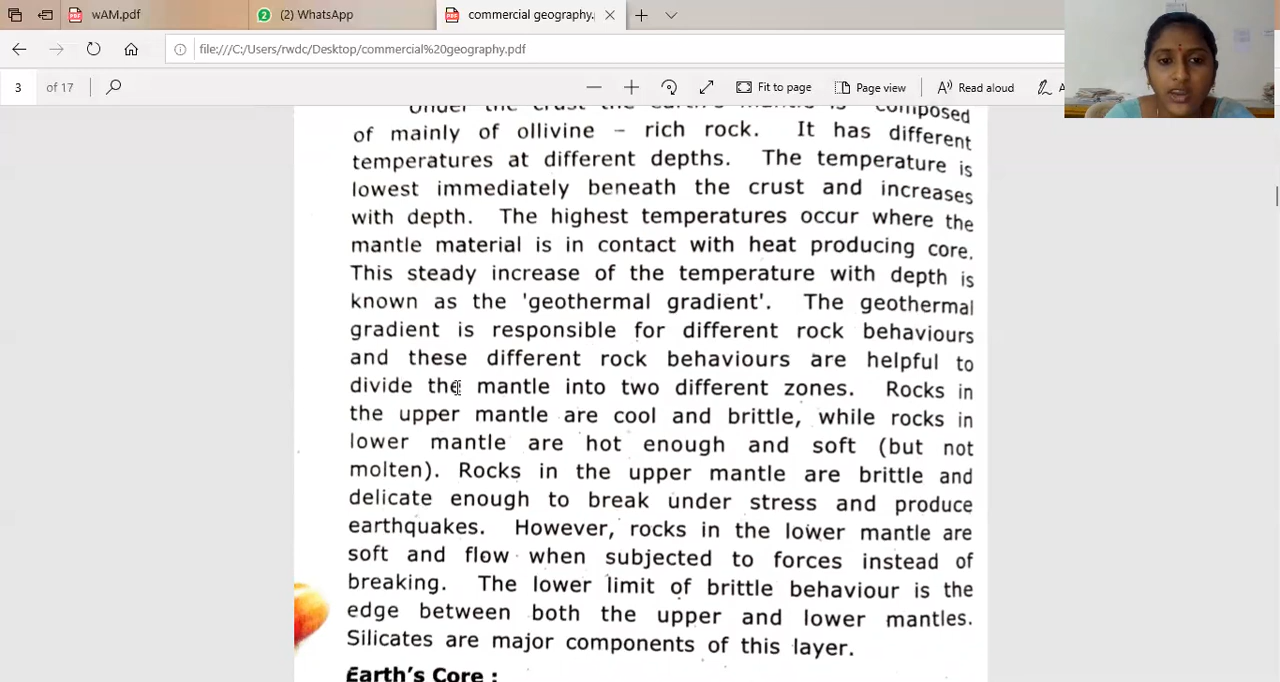 wAM.pdf
2 (2) WhatsApp
commercial geography.
file:///C:/Users/rwdc/Desktop/commercial%20geography.pdf
3 of 17
Fit to page
Page view
Read aloud
Under the crust the earth's mantle is composed
of mainly of ollivine – rich rock. It has different
temperatures at different depths. The temperature is
lowest immediately beneath the crust and increases
with depth. The highest temperatures occur where the
mantle material is in contact with heat producing core.
This steady increase of the temperature with depth is
known as the 'geothermal gradient'. The geothermal
gradient is responsible for different rock behaviours
and these different rock behaviours are helpful to
divide the mantle into two different zones. Rocks in
the upper mantle are cool and brittle, while rocks in
lower mantle are hot enough and soft (but not
molten). Rocks in the upper mantle are brittle and
delicate enough to break under stress and produce
earthquakes. However, rocks in the lower mantle are
soft and flow when subjected to forces instead of
breaking. The lower limit of brittle behaviour is the
edge between both the upper and lower mantles.
Silicates are major components of this layer.
Earth's Core :